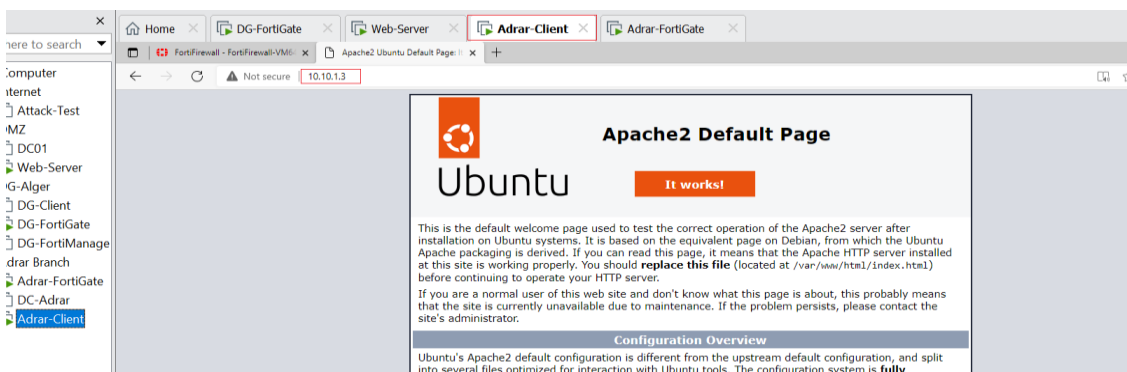 Home
DG-FortiGate
Web-Server
Adrar-Client
Adrar-FortiGate
here to search
FortiFirewall - FortiFirewall-VM6
Apache2 Ubuntu Default Page: It
Computer
Not secure
10.10.1.3
Attack-Test
DC01
Web-Server
DG-Client
DG-FortiGate
DG-FortiManage
Adrar-FortiGate
DC-Adrar
Adrar-Client
Apache2 Default Page
Ubuntu
It works!
This is the default welcome page used to test the correct operation of the Apache2 server after
installation on Ubuntu systems. It is based on the equivalent page on Debian, from which the Ubuntu
Apache packaging is derived. If you can read this page, it means that the Apache HTTP server installed
at this site is working properly. You should replace this file (located at /var/www/html/index.html)
before continuing to operate your HTTP server.
If you are a normal user of this web site and don't know what this page is about, this probably means
that the site is currently unavailable due to maintenance. If the problem persists, please contact the
site's administrator.
Configuration Overview
Ubuntu's Apache2 default configuration is different from the upstream default configuration, and split
into several files optimized for interaction with Ubuntu tools. The configuration system is fully